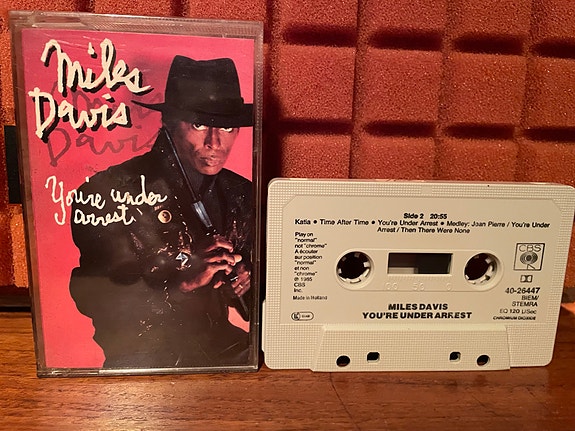 Miles
Davis
Davis
You're under
arrest
Side 2 20:55
Katia • Time After Time • You're Under Arrest • Medley: Jean Pierre / You're Under
Arrest / Then There Were None
Play on
"normal"
not "chrome"
A écouter
sur position
"normal"
et non
"chrome"
℗ 1985
CBS
Inc.
Made in Holland
CBS
40-26447
BIEM/
STEMRA
EQ 120 L/Sec
CHROMIUM DIOXIDE
MILES DAVIS
YOU'RE UNDER ARREST